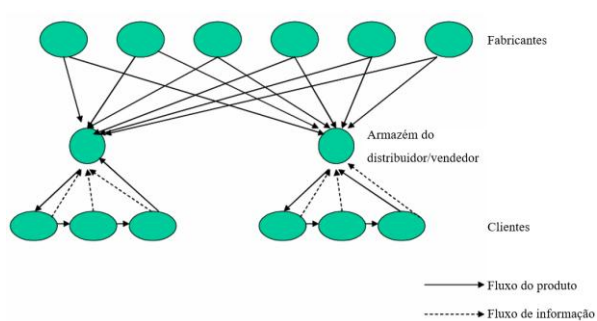 Fabricantes
Armazém do
distribuidor/vendedor
Clientes
Fluxo do produto
Fluxo de informação